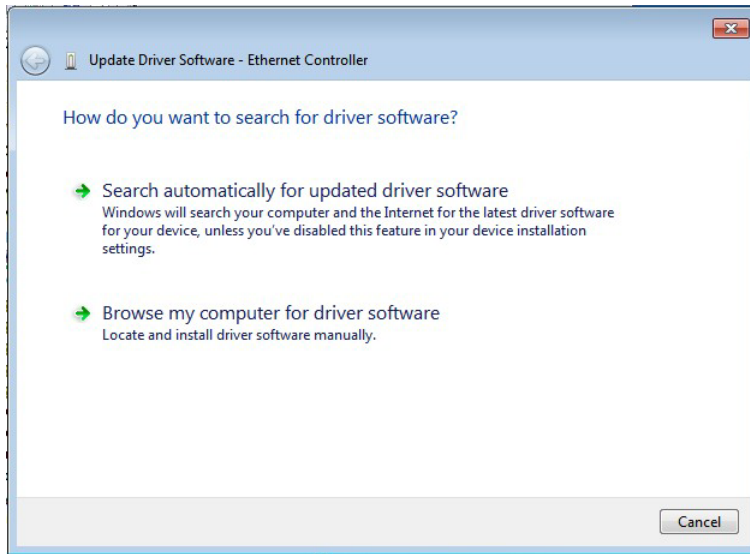 Update Driver Software - Ethernet Controller
How do you want to search for driver software?
Search automatically for updated driver software
Windows will search your computer and the Internet for the latest driver software
for your device, unless you've disabled this feature in your device installation
settings.
Browse my computer for driver software
Locate and install driver software manually.
Cancel